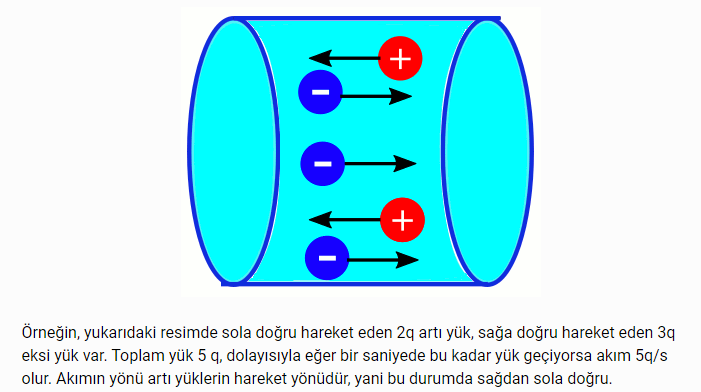 +
-
-
+
-
Örneğin, yukarıdaki resimde sola doğru hareket eden 2q artı yük, sağa doğru hareket eden 3q
eksi yük var. Toplam yük 5 q, dolayısıyla eğer bir saniyede bu kadar yük geçiyorsa akım 5q/s
olur. Akımın yönü artı yüklerin hareket yönüdür, yani bu durumda sağdan sola doğru.